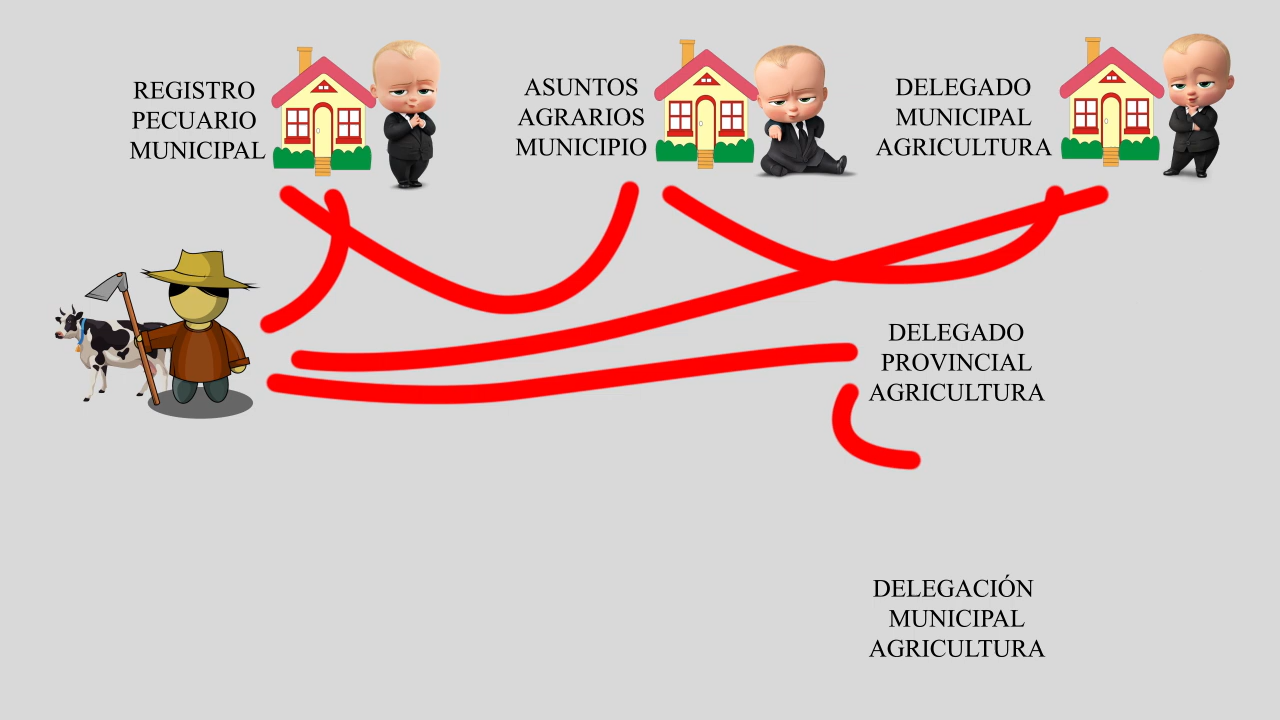 REGISTRO
PECUARIO
MUNICIPAL
ASUNTOS
AGRARIOS
MUNICIPIO
DELEGADO
MUNICIPAL
AGRICULTURA
DELEGADO
PROVINCIAL
AGRICULTURA
DELEGACIÓN
MUNICIPAL
AGRICULTURA